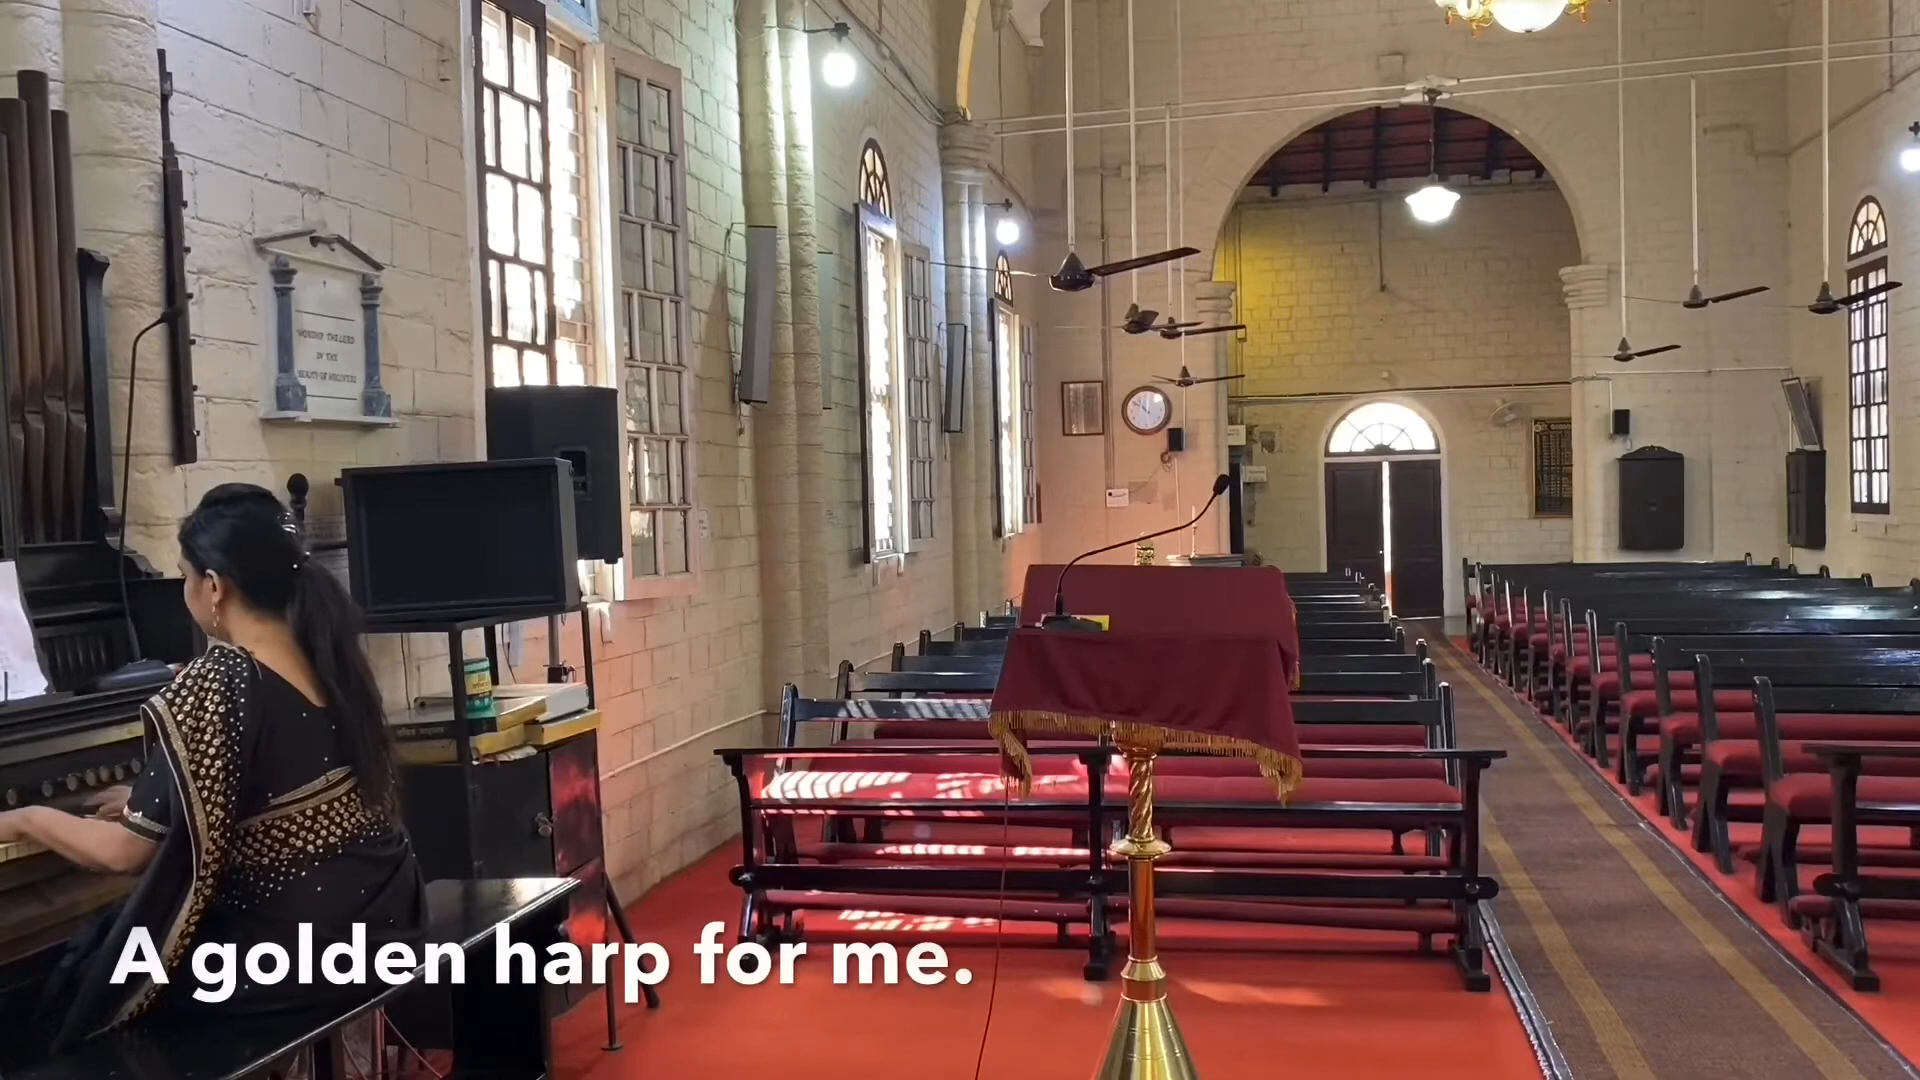 WORSHIP THE LORD
IN THE
BEAUTY OF HOLINESS
A golden harp for me.